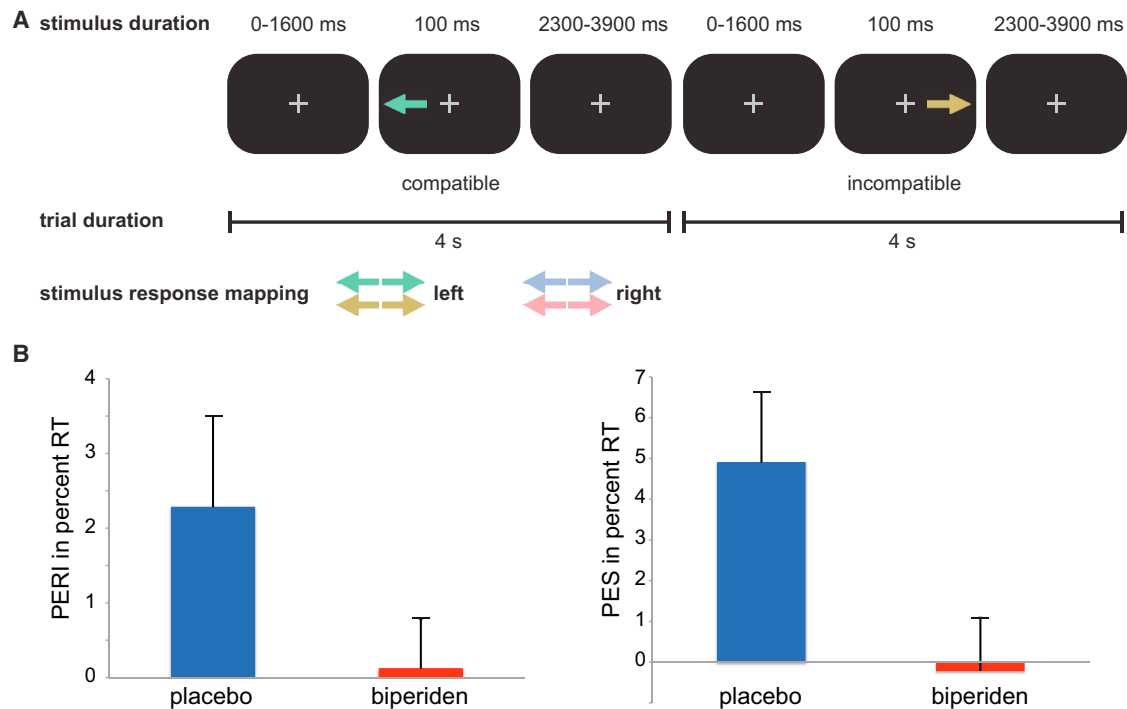 A stimulus duration 0-1600 ms 100 ms 2300-3900 ms 0-1600 ms 100 ms 2300-3900 ms
compatible incompatible
trial duration
4 s 4 s
stimulus response mapping left right
B
PERI in percent RT
4
3
2
1
0
placebo biperiden
PES in percent RT
7
6
5
4
3
2
1
0
placebo biperiden